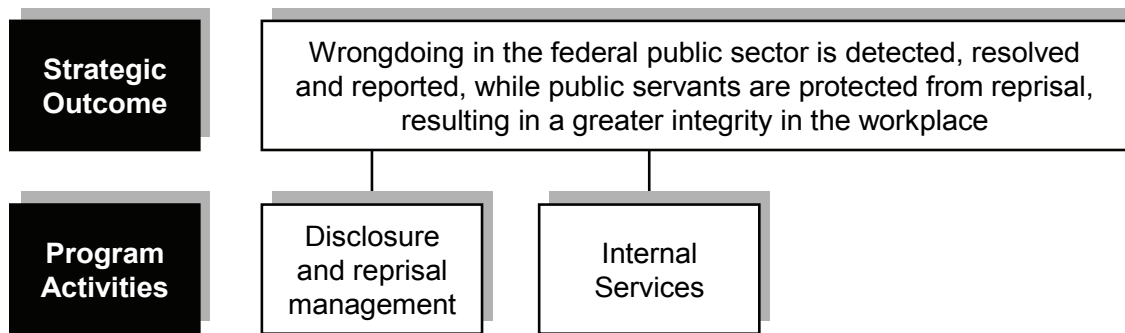 Strategic
Outcome
Wrongdoing in the federal public sector is detected, resolved
and reported, while public servants are protected from reprisal,
resulting in a greater integrity in the workplace
Program
Activities
Disclosure
and reprisal
management
Internal
Services